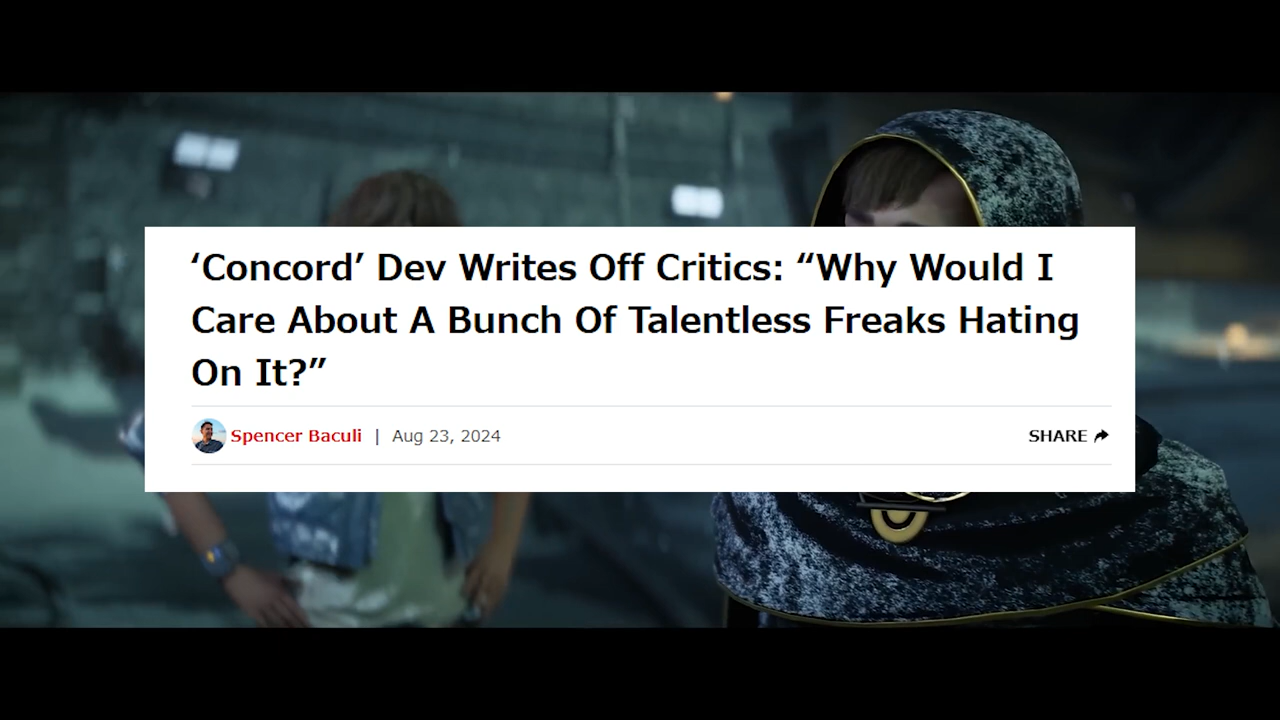 ‘Concord’ Dev Writes Off Critics: “Why Would I
Care About A Bunch Of Talentless Freaks Hating
On It?”
Spencer Baculi | Aug 23, 2024
SHARE